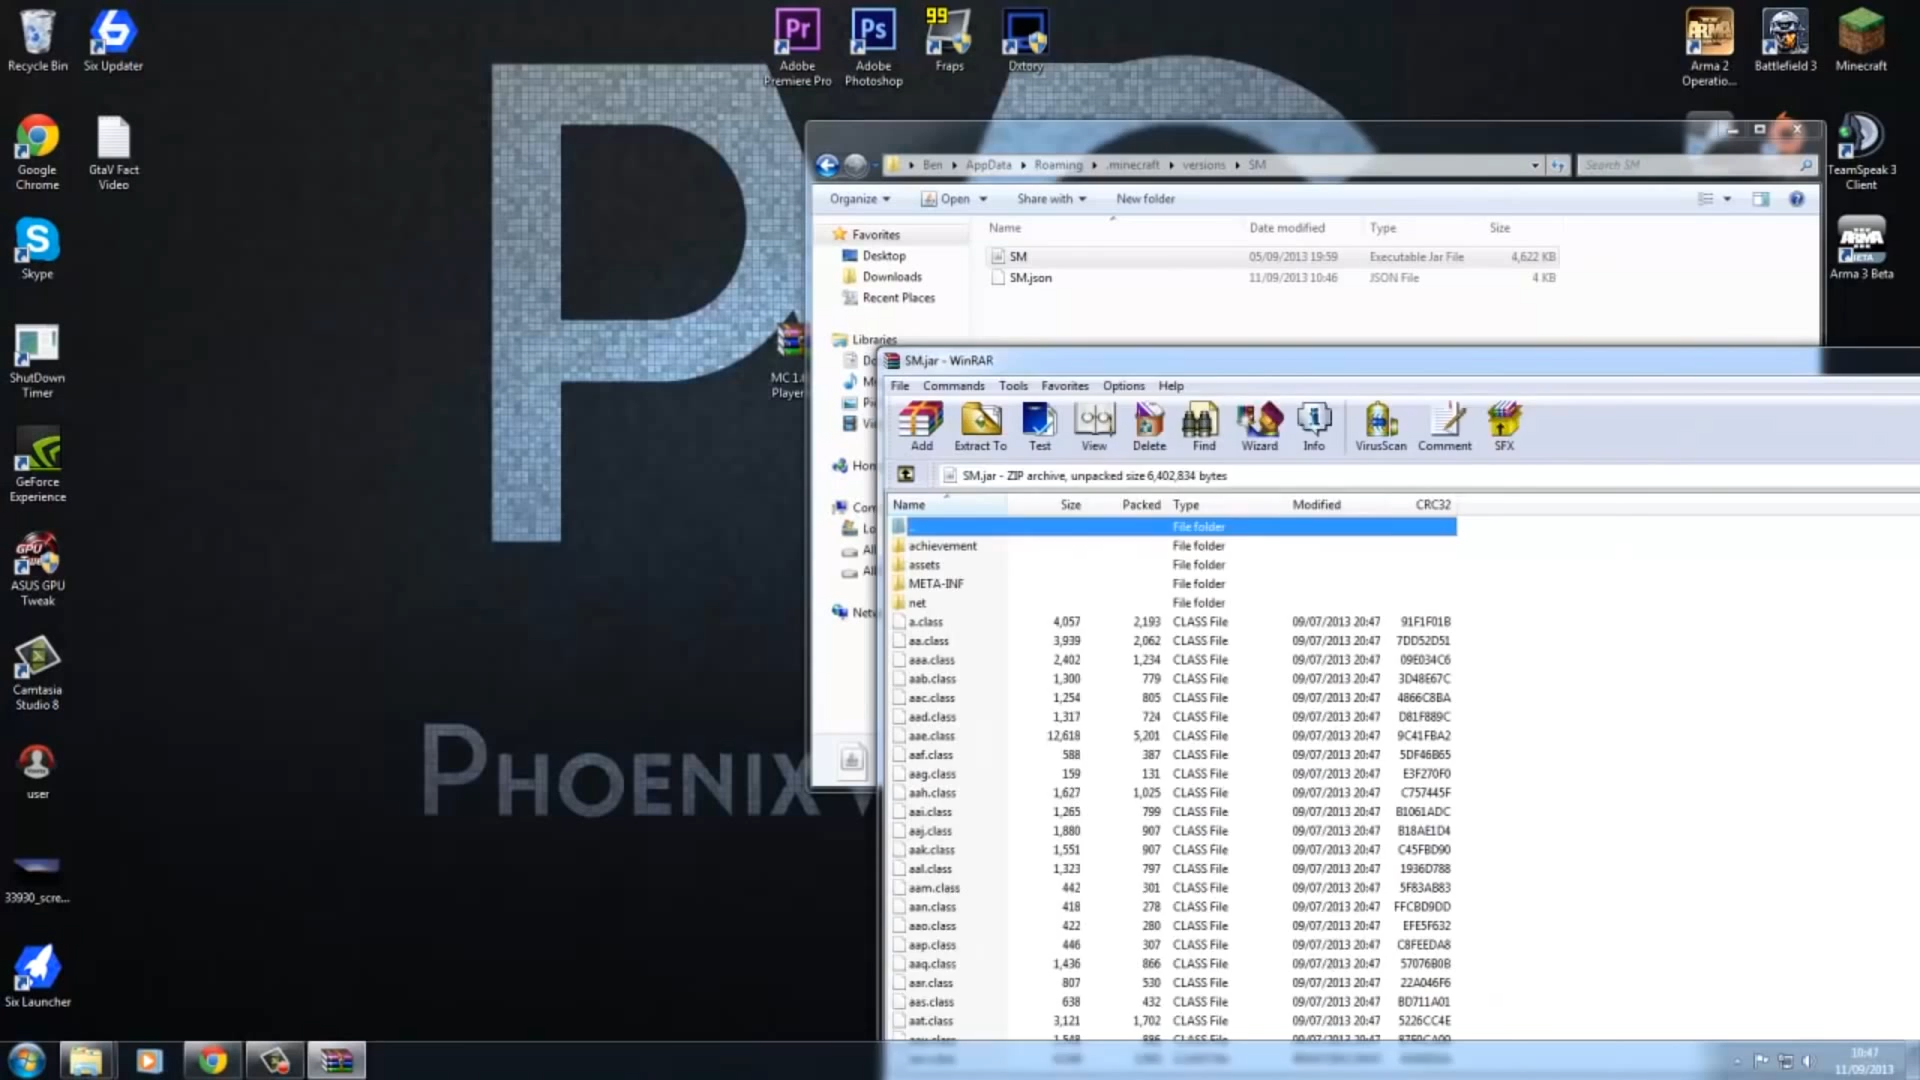 Recycle Bin
Six Updater
Adobe Premiere Pro
Adobe Photoshop
99
Fraps
Dxtory
Arma 2 Operatio...
Battlefield 3
Minecraft
Google Chrome
GtaV Fact Video
Skype
ShutDown Timer
GeForce Experience
ASUS GPU Tweak
Camtasia Studio 8
user
33930_scre...
Six Launcher
TeamSpeak 3 Client
Arma 3 Beta
MC 1.
Player
PHOENIX
Ben AppData Roaming .minecraft versions SM
Search SM
Organize Open Share with New folder
Name Date modified Type Size
SM 05/09/2013 19:59 Executable Jar File 4,622 KB
SM.json 11/09/2013 10:46 JSON File 4 KB
Favorites
Desktop
Downloads
Recent Places
Libraries
SM.jar - WinRAR
File Commands Tools Favorites Options Help
Add Extract To Test View Delete Find Wizard Info VirusScan Comment SFX
SM.jar - ZIP archive, unpacked size 6,402,834 bytes
Name Size Packed Type Modified CRC32
.. File folder
achievement File folder
assets File folder
META-INF File folder
net File folder
a.class 4,057 2,193 CLASS File 09/07/2013 20:47 91F1F01B
aa.class 3,939 2,062 CLASS File 09/07/2013 20:47 7DD52D51
aaa.class 2,402 1,234 CLASS File 09/07/2013 20:47 09E034C6
aab.class 1,300 779 CLASS File 09/07/2013 20:47 3D48E67C
aac.class 1,254 805 CLASS File 09/07/2013 20:47 4866C8BA
aad.class 1,317 724 CLASS File 09/07/2013 20:47 D81F889C
aae.class 12,618 5,201 CLASS File 09/07/2013 20:47 9C41FBA2
aaf.class 588 387 CLASS File 09/07/2013 20:47 5DF46B65
aag.class 159 131 CLASS File 09/07/2013 20:47 E3F270F0
aah.class 1,627 1,025 CLASS File 09/07/2013 20:47 C757445F
aai.class 1,265 799 CLASS File 09/07/2013 20:47 B1061ADC
aaj.class 1,880 907 CLASS File 09/07/2013 20:47 B18AE1D4
aak.class 1,551 907 CLASS File 09/07/2013 20:47 C45FBD90
aal.class 1,323 797 CLASS File 09/07/2013 20:47 1936D788
aam.class 442 301 CLASS File 09/07/2013 20:47 5F83AB83
aan.class 418 278 CLASS File 09/07/2013 20:47 FFCBD9DD
aao.class 422 280 CLASS File 09/07/2013 20:47 EFE5F632
aap.class 446 307 CLASS File 09/07/2013 20:47 C8FEEDA8
aaq.class 1,436 866 CLASS File 09/07/2013 20:47 57076B0B
aar.class 807 530 CLASS File 09/07/2013 20:47 22A046F6
aas.class 638 432 CLASS File 09/07/2013 20:47 BD711A01
aat.class 3,121 1,702 CLASS File 09/07/2013 20:47 5226CC4E
10:47
11/09/2013